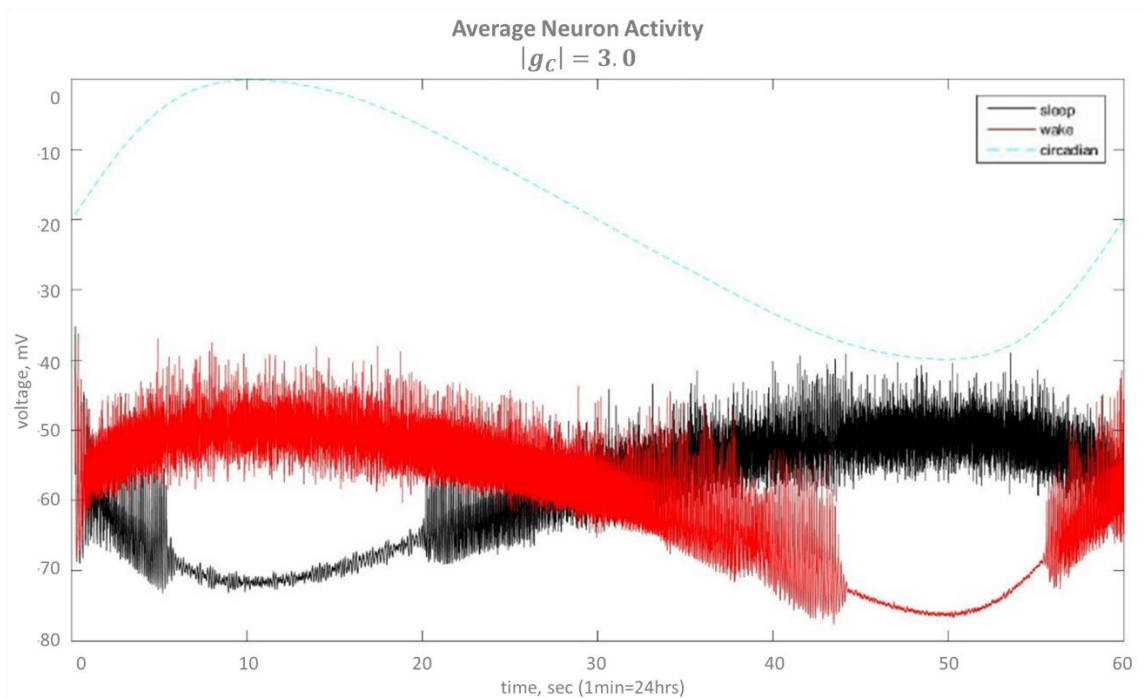 Average Neuron Activity
|g_C| = 3.0
0
-10
-20
-30
-40
-50
-60
-70
-80
voltage, mV
sleep
wake
circadian
0 10 20 30 40 50 60
time, sec (1min=24hrs)